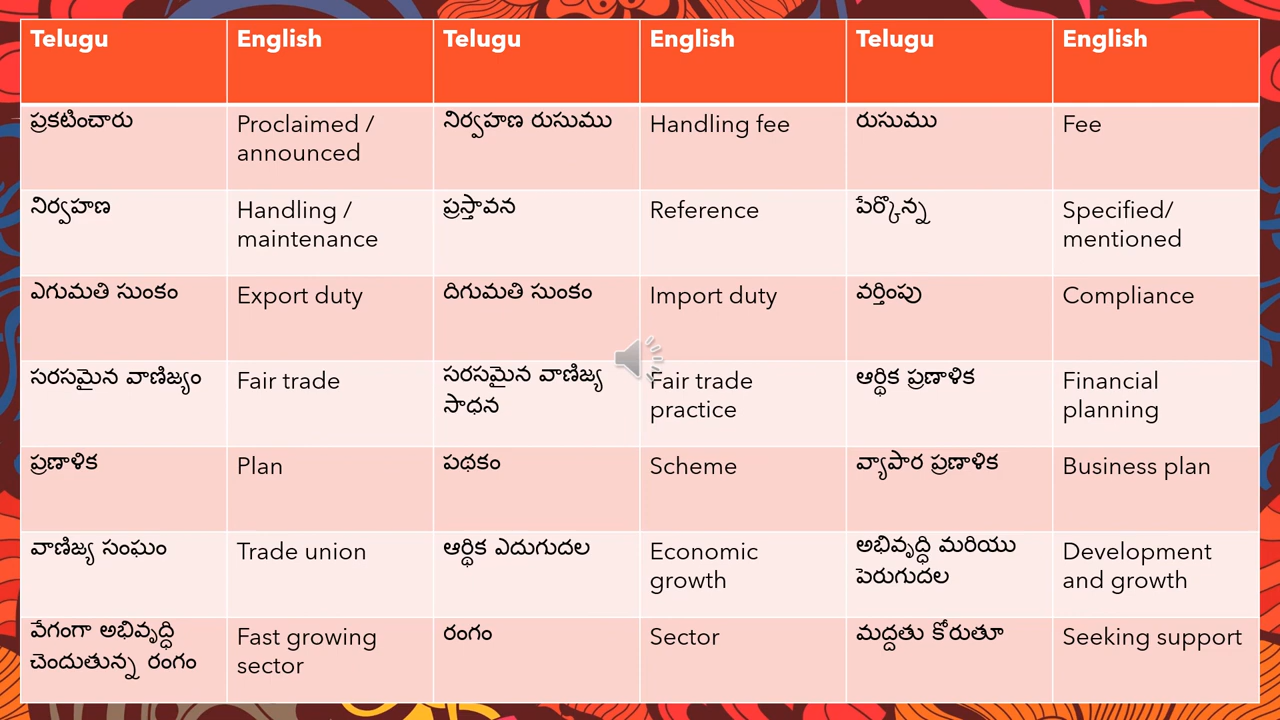 Telugu English Telugu English Telugu English
ప్రకటించారు Proclaimed / announced నిర్వహణ రుసుము Handling fee రుసుము Fee
నిర్వహణ Handling / maintenance ప్రస్తావన Reference పేర్కొన్న Specified/ mentioned
ఎగుమతి సుంకం Export duty దిగుమతి సుంకం Import duty వర్తింపు Compliance
సరసమైన వాణిజ్యం Fair trade సరసమైన వాణిజ్య సాధన Fair trade practice ఆర్థిక ప్రణాళిక Financial planning
ప్రణాళిక Plan పథకం Scheme వ్యాపార ప్రణాళిక Business plan
వాణిజ్య సంఘం Trade union ఆర్థిక ఎదుగుదల Economic growth అభివృద్ధి మరియు పెరుగుదల Development and growth
వేగంగా అభివృద్ధి చెందుతున్న రంగం Fast growing sector రంగం Sector మద్దతు కోరుతూ Seeking support